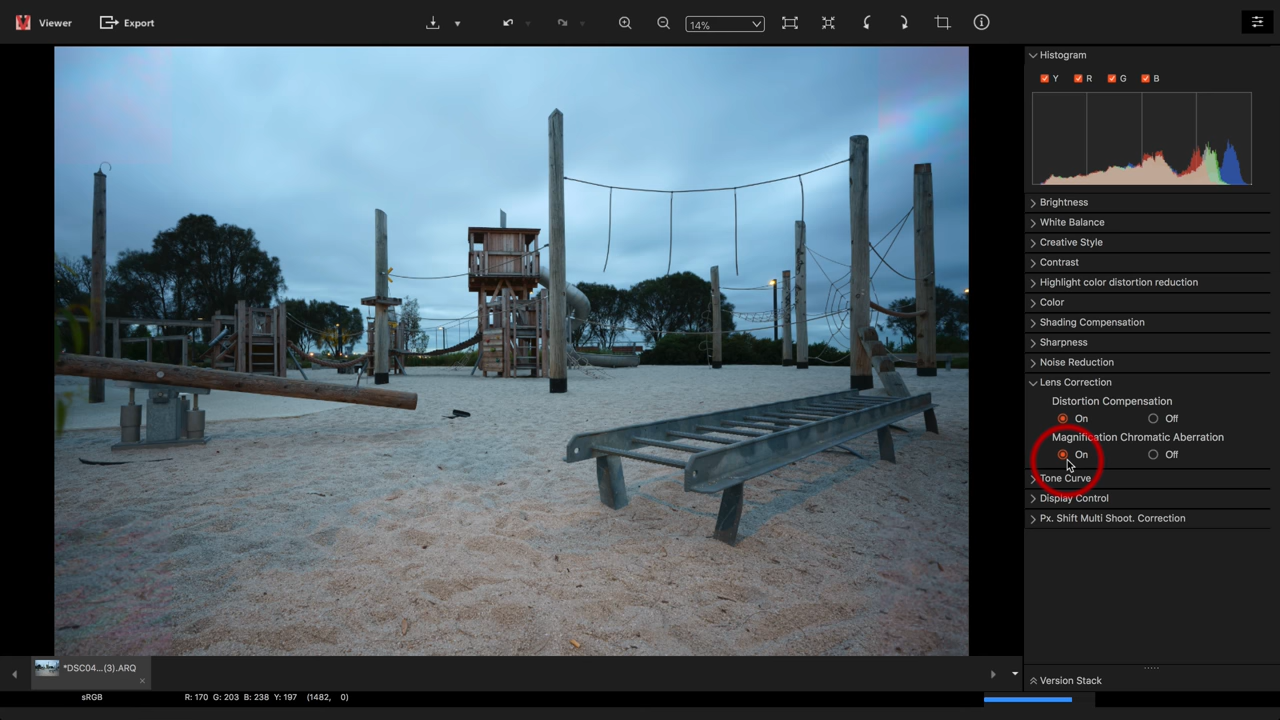 Viewer
Export
14%
Histogram
Y R G B
Brightness
White Balance
Creative Style
Contrast
Highlight color distortion reduction
Color
Shading Compensation
Sharpness
Noise Reduction
Lens Correction
Distortion Compensation
On Off
Magnification Chromatic Aberration
On Off
Tone Curve
Display Control
Px. Shift Multi Shoot. Correction
*DSC04...(3).ARQ
Version Stack
sRGB R: 170 G: 203 B: 238 Y: 197 (1482, 0)